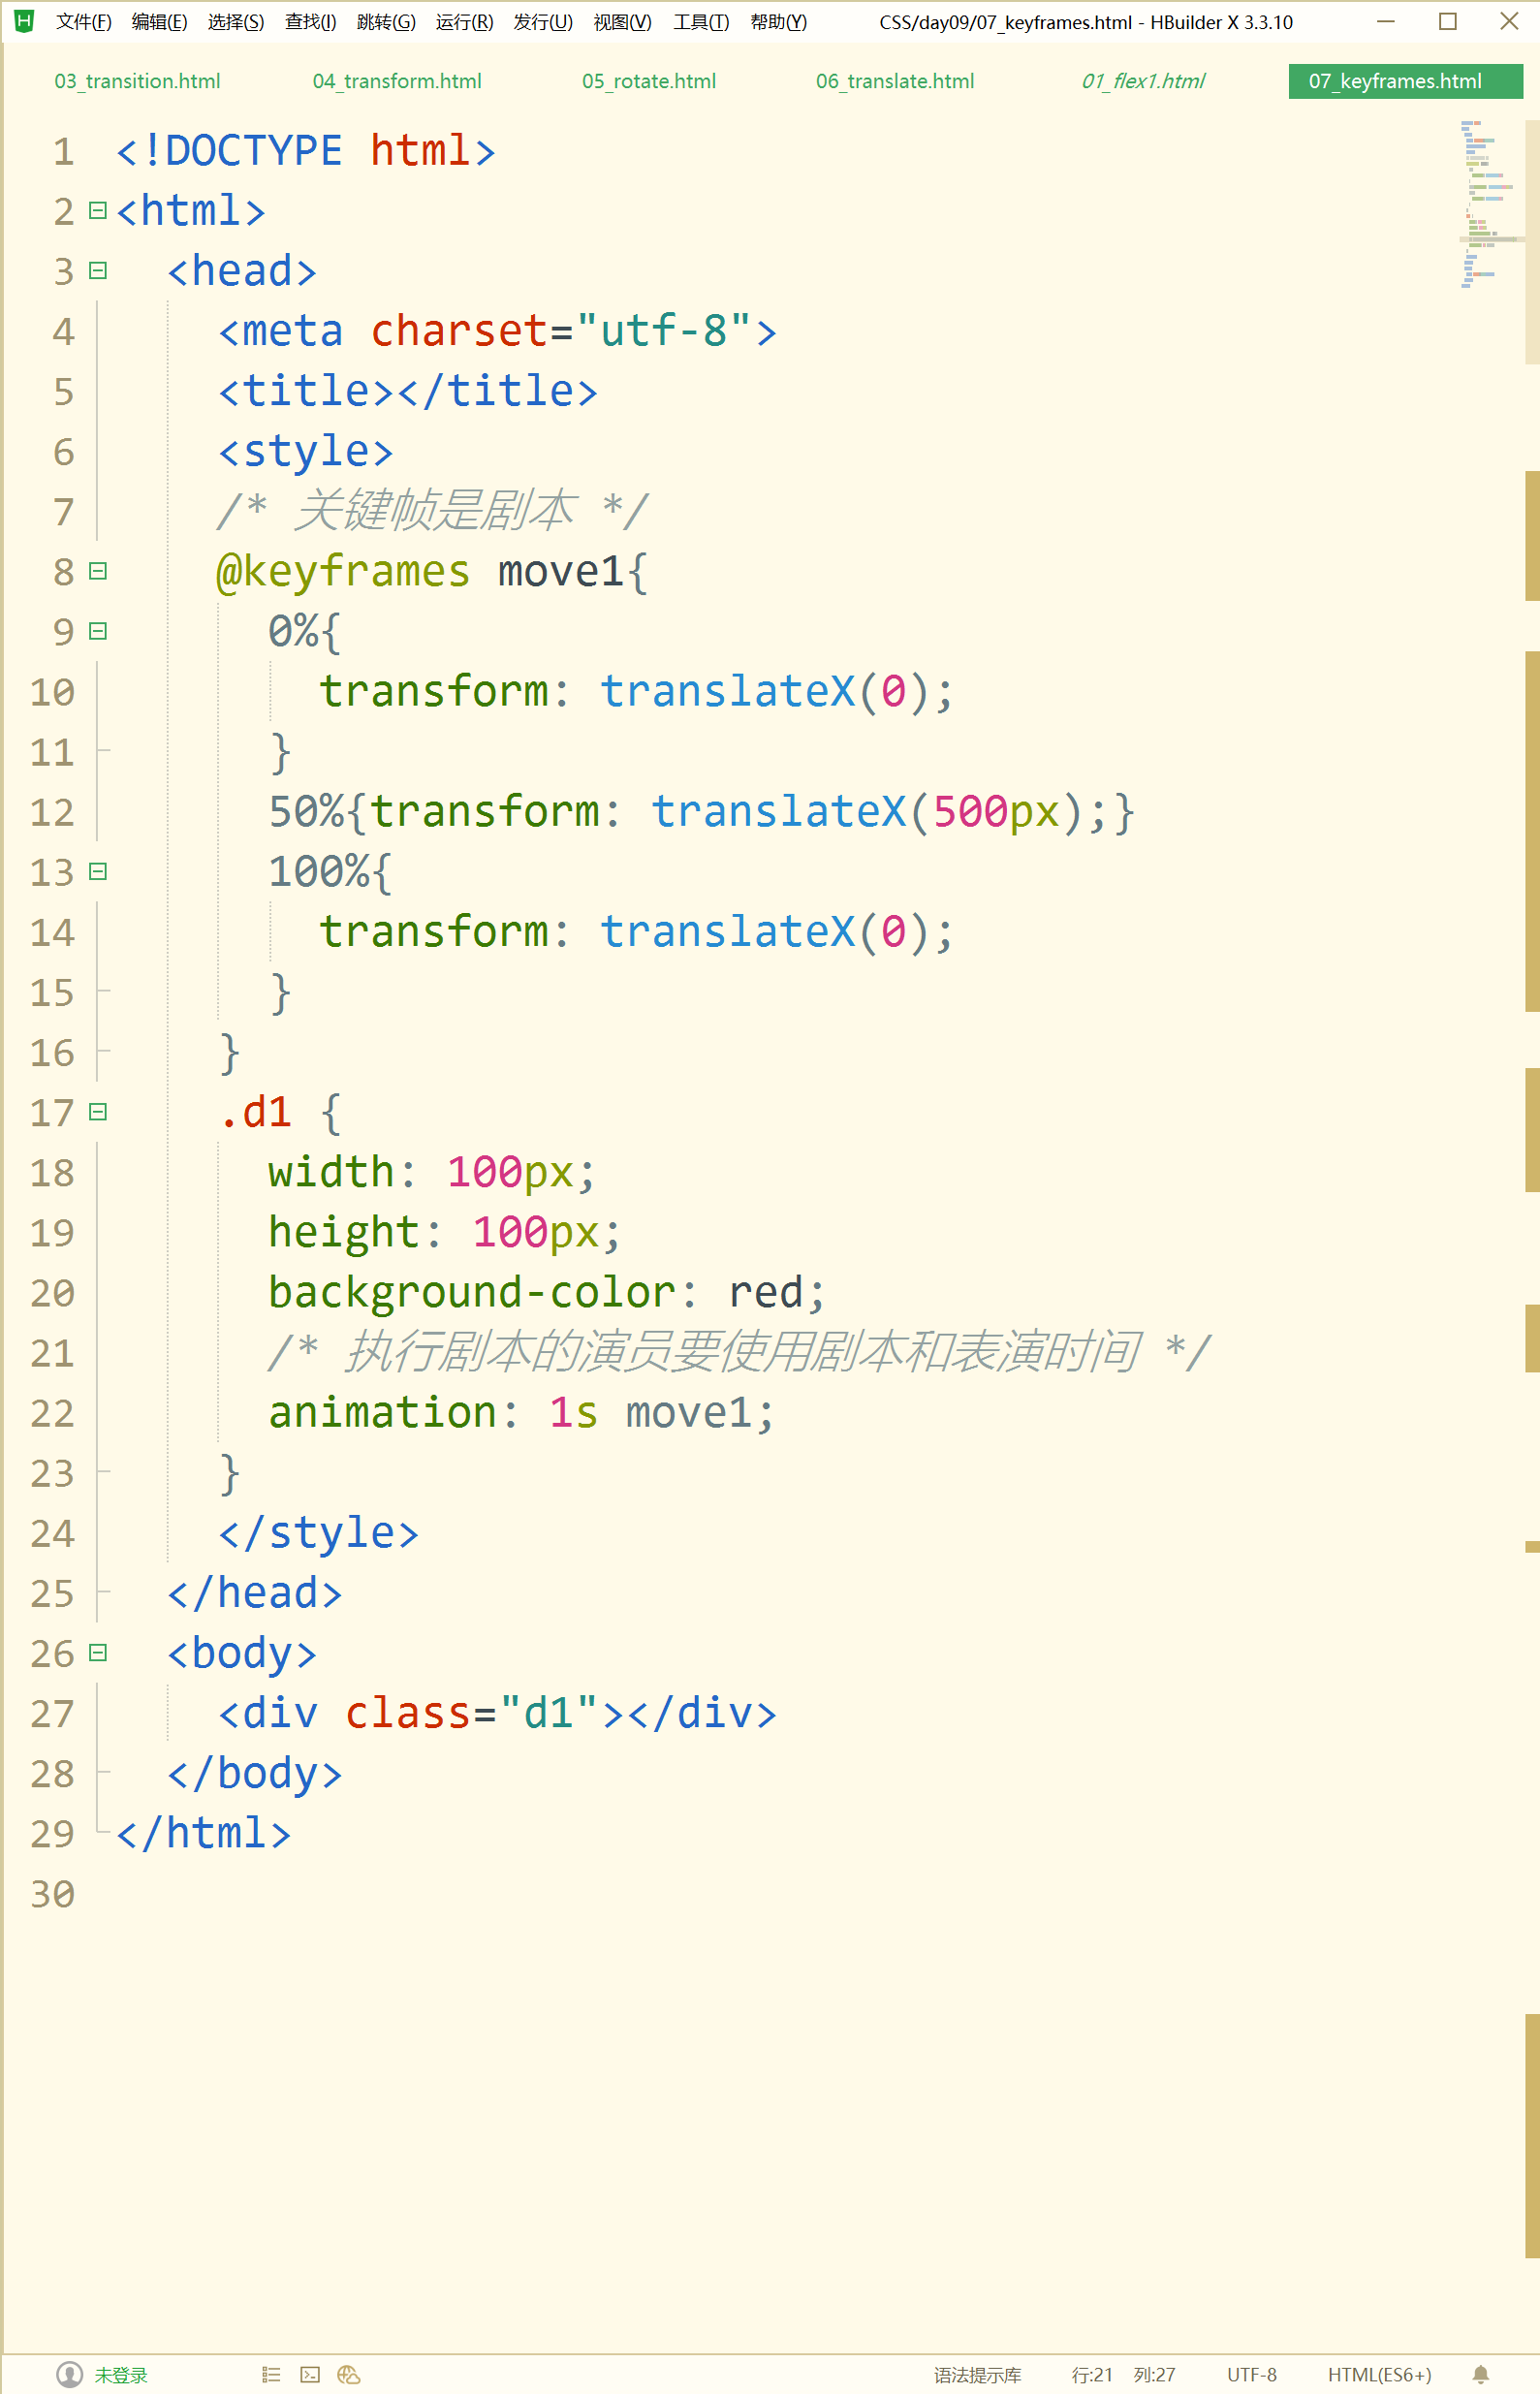 文件(F) 编辑(E) 选择(S) 查找(I) 跳转(G) 运行(R) 发行(U) 视图(V) 工具(T) 帮助(Y) CSS/day09/07_keyframes.html - HBuilder X 3.3.10
03_transition.html 04_transform.html 05_rotate.html 06_translate.html 01_flex1.html 07_keyframes.html
1 <!DOCTYPE html>
2 <html>
3 <head>
4 <meta charset="utf-8">
5 <title></title>
6 <style>
7 /* 关键帧是剧本 */
8 @keyframes move1{
9 0%{
10 transform: translateX(0);
11 }
12 50%{transform: translateX(500px);}
13 100%{
14 transform: translateX(0);
15 }
16 }
17 .d1 {
18 width: 100px;
19 height: 100px;
20 background-color: red;
21 /* 执行剧本的演员要使用剧本和表演时间 */
22 animation: 1s move1;
23 }
24 </style>
25 </head>
26 <body>
27 <div class="d1"></div>
28 </body>
29 </html>
30
未登录 语法提示库 行:21 列:27 UTF-8 HTML(ES6+)